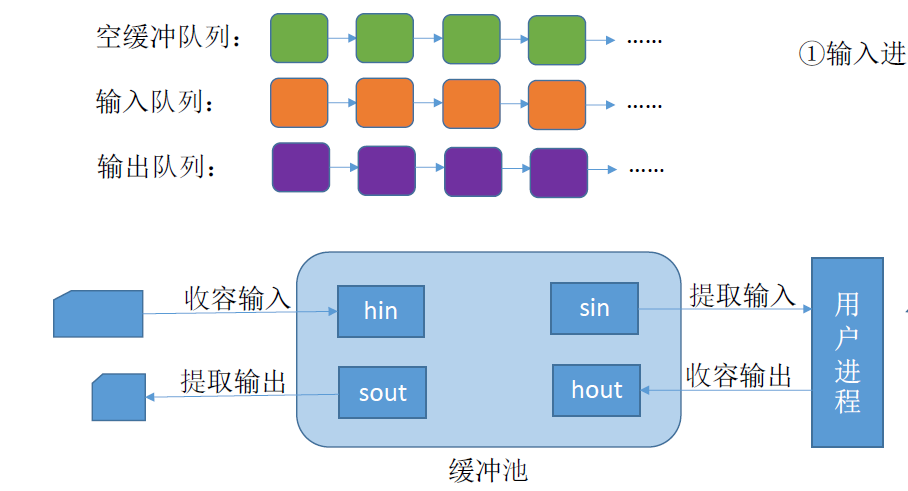 空缓冲队列： ……
①输入进
输入队列： ……
输出队列： ……
收容输入
hin
sin
提取输入
用户进程
提取输出
sout
hout
收容输出
缓冲池